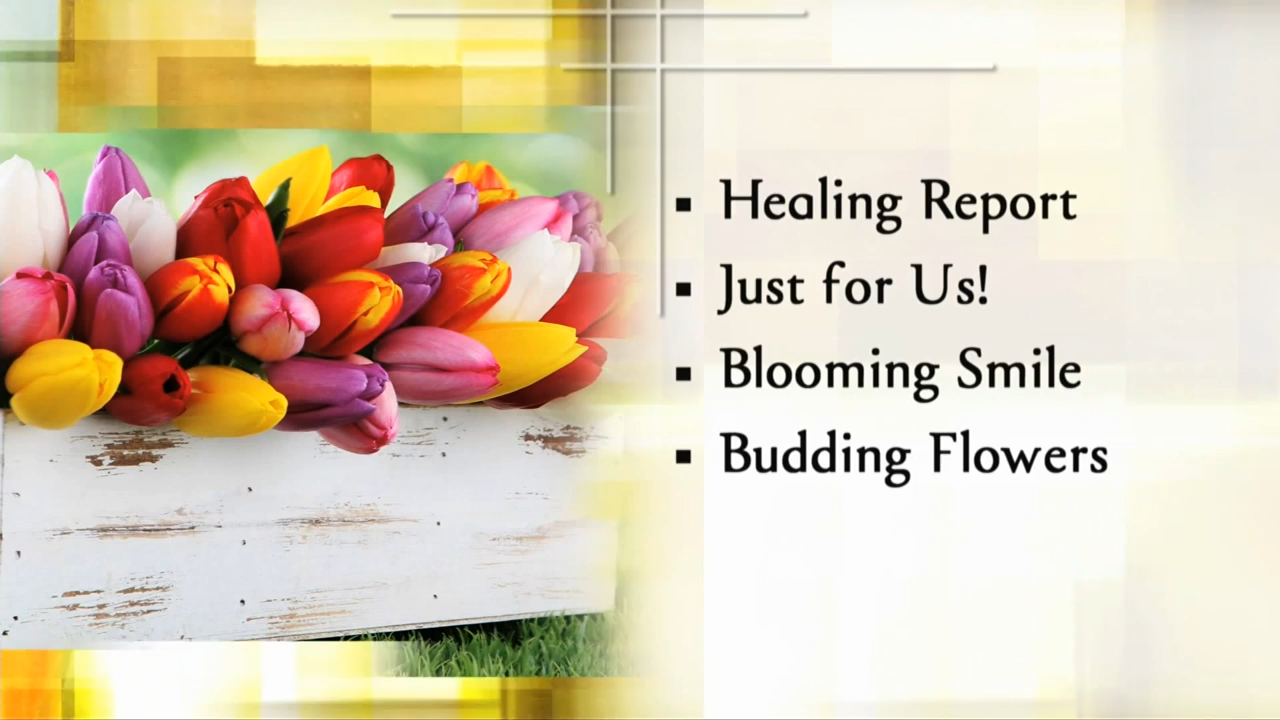 ▪ Healing Report
▪ Just for Us!
▪ Blooming Smile
▪ Budding Flowers